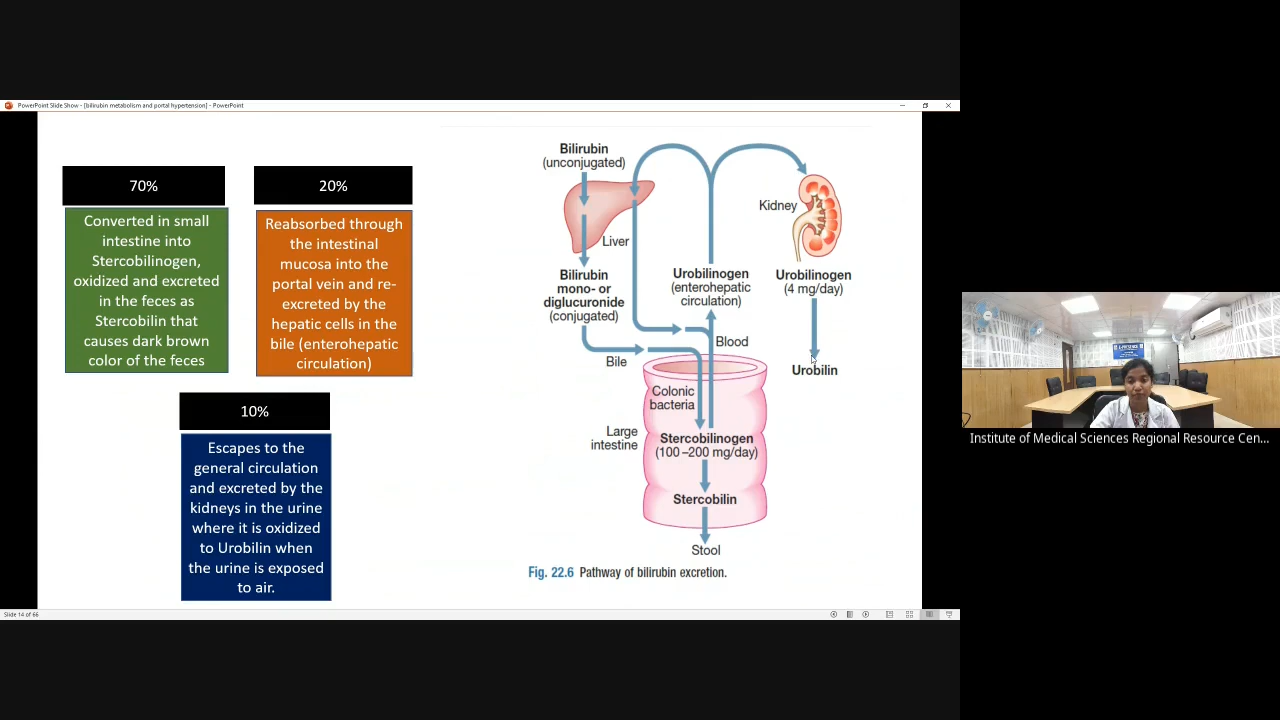 PowerPoint Slide Show - [bilirubin metabolism and portal hypertension] - PowerPoint
70%
Converted in small
intestine into
Stercobilinogen,
oxidized and excreted
in the feces as
Stercobilin that
causes dark brown
color of the feces
20%
Reabsorbed through
the intestinal
mucosa into the
portal vein and re-
excreted by the
hepatic cells in the
bile (enterohepatic
circulation)
10%
Escapes to the
general circulation
and excreted by the
kidneys in the urine
where it is oxidized
to Urobilin when
the urine is exposed
to air.
Bilirubin
(unconjugated)
Liver
Bilirubin
mono- or
diglucuronide
(conjugated)
Bile
Urobilinogen
(enterohepatic
circulation)
Blood
Kidney
Urobilinogen
(4 mg/day)
Urobilin
Colonic
bacteria
Large
intestine
Stercobilinogen
(100–200 mg/day)
Stercobilin
Stool
Fig. 22.6 Pathway of bilirubin excretion.
Slide 14 of 66
Institute of Medical Sciences Regional Resource Cen...